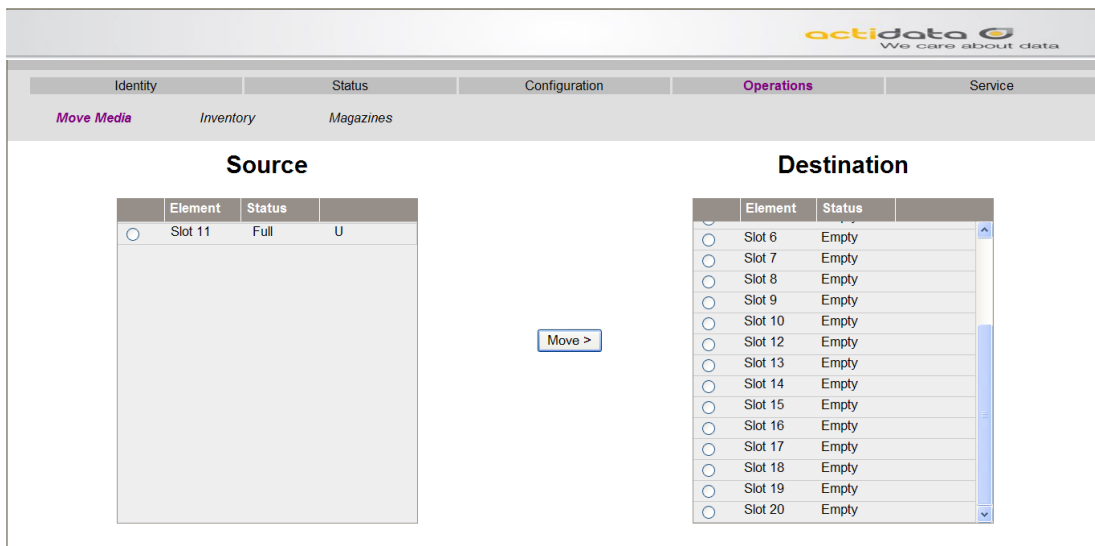 actidata
We care about data
Identity Status Configuration Operations Service
Move Media Inventory Magazines
Source Destination
Element Status
Slot 11 Full U
Element Status
Slot 6 Empty
Slot 7 Empty
Slot 8 Empty
Slot 9 Empty
Slot 10 Empty
Slot 12 Empty
Slot 13 Empty
Slot 14 Empty
Slot 15 Empty
Slot 16 Empty
Slot 17 Empty
Slot 18 Empty
Slot 19 Empty
Slot 20 Empty
Move >